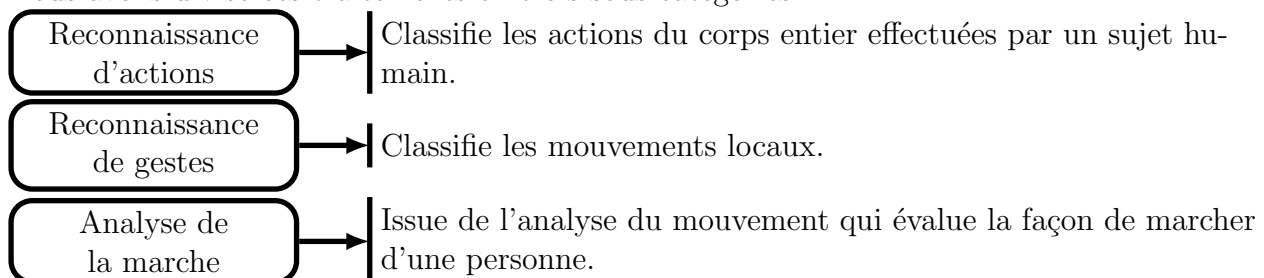 Reconnaissance
d'actions
Classifie les actions du corps entier effectuées par un sujet hu-
main.
Reconnaissance
de gestes
Classifie les mouvements locaux.
Analyse de
la marche
Issue de l'analyse du mouvement qui évalue la façon de marcher
d'une personne.